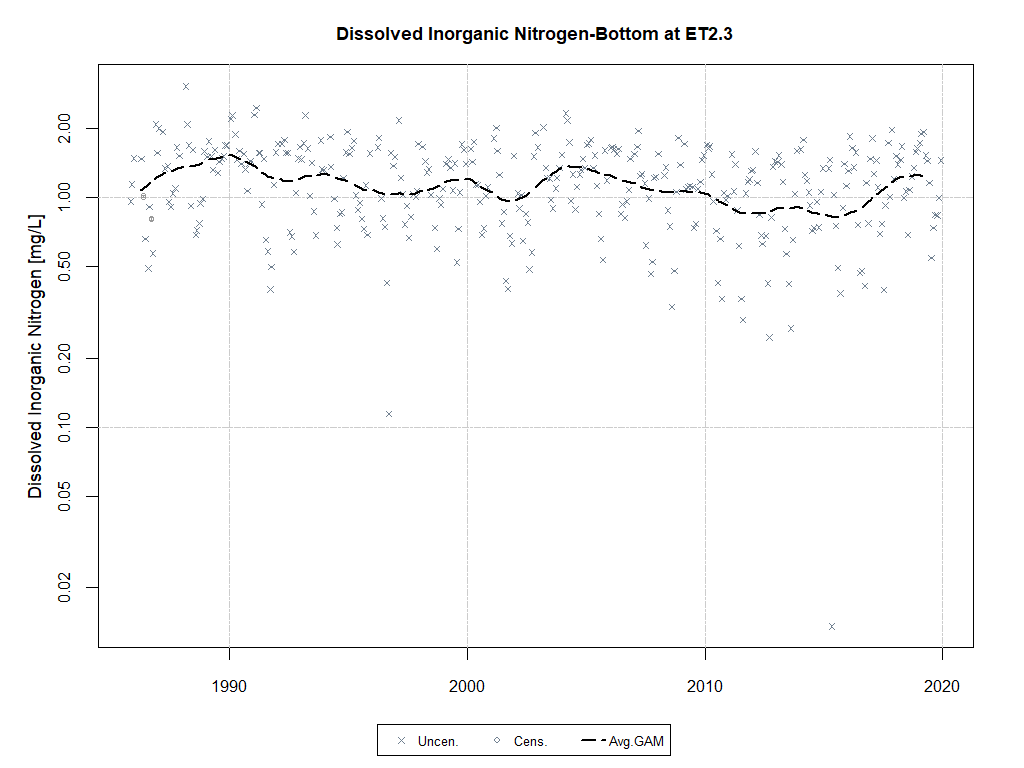 Dissolved Inorganic Nitrogen-Bottom at ET2.3
Dissolved Inorganic Nitrogen [mg/L]
2.00
1.00
0.50
0.20
0.10
0.05
0.02
1990 2000 2010 2020
Uncen. Cens. Avg.GAM